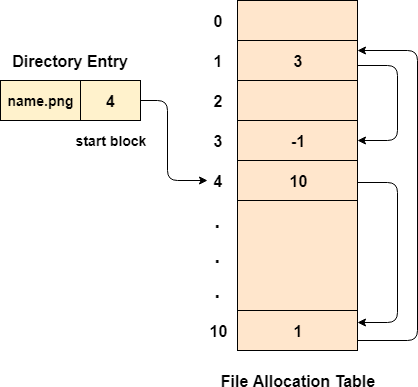 0
Directory Entry
1 3
name.png 4
2
start block
3 -1
4 10
.
.
.
10 1
File Allocation Table